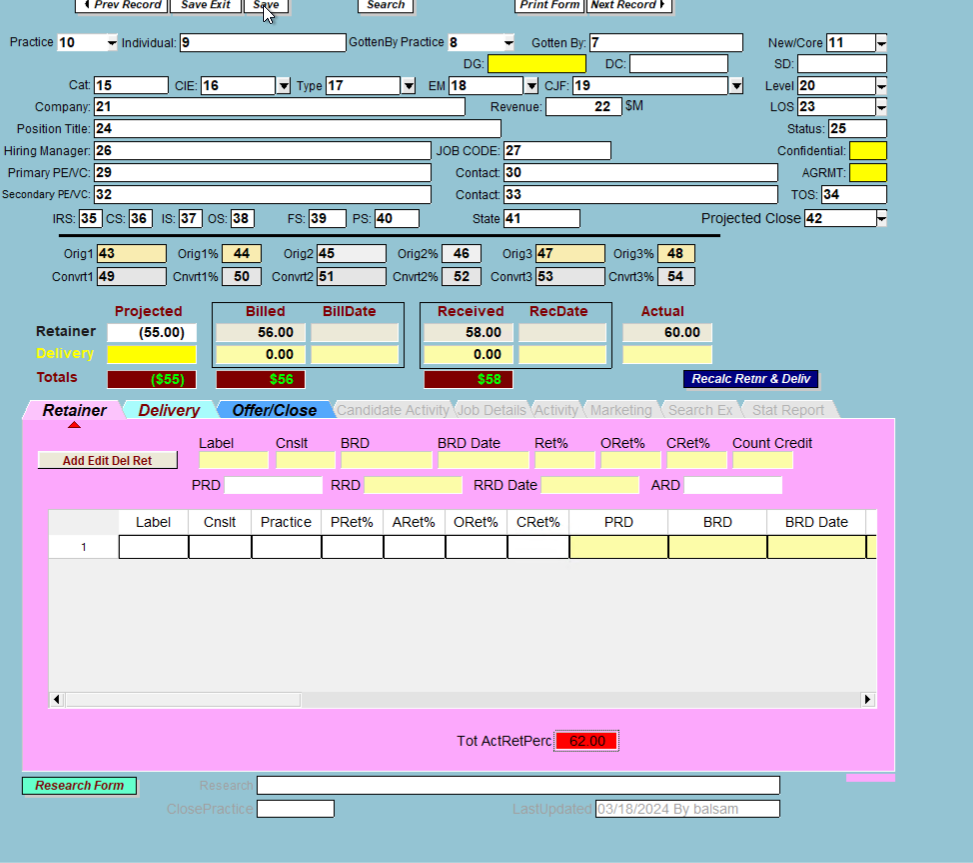 Prev Record Save Exit Save Search Print Form Next Record
Practice 10 Individual: 9 GottenBy Practice 8 Gotten By: 7 New/Core 11
DG: DC: SD:
Cat: 15 CIE: 16 Type 17 EM 18 CJF: 19 Level 20
Company: 21 Revenue: 22 $M LOS 23
Position Title: 24 Status: 25
Hiring Manager: 26 JOB CODE: 27 Confidential:
Primary PE/VC: 29 Contact: 30 AGRMT:
Secondary PE/VC: 32 Contact: 33 TOS: 34
IRS: 35 CS: 36 IS: 37 OS: 38 FS: 39 PS: 40 State 41 Projected Close 42
Orig1 43 Orig1% 44 Orig2 45 Orig2% 46 Orig3 47 Orig3% 48
Convrt1 49 Cnvrt1% 50 Convrt2 51 Cnvrt2% 52 Convrt3 53 Cnvrt3% 54
Projected Billed BillDate Received RecDate Actual
Retainer (55.00) 56.00 58.00 60.00
Delivery 0.00 0.00
Totals ($55) $56 $58 Recalc Retnr & Deliv
Retainer Delivery Offer/Close Candidate Activity Job Details Activity Marketing Search Ex Stat Report
Label Cnslt BRD BRD Date Ret% ORet% CRet% Count Credit
Add Edit Del Ret
PRD RRD RRD Date ARD
Label Cnslt Practice PRet% ARet% ORet% CRet% PRD BRD BRD Date
1
Tot ActRetPerc 62.00
Research Form Research
ClosePractice LastUpdated 03/18/2024 By balsam